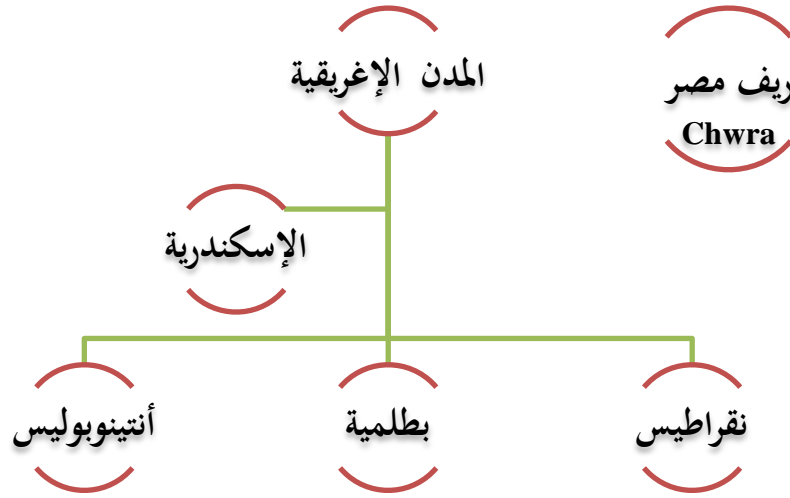 المدن الإغريقية
ريف مصر
Chwra
الإسكندرية
نقراطيس
بطلمية
أنتينوبوليس